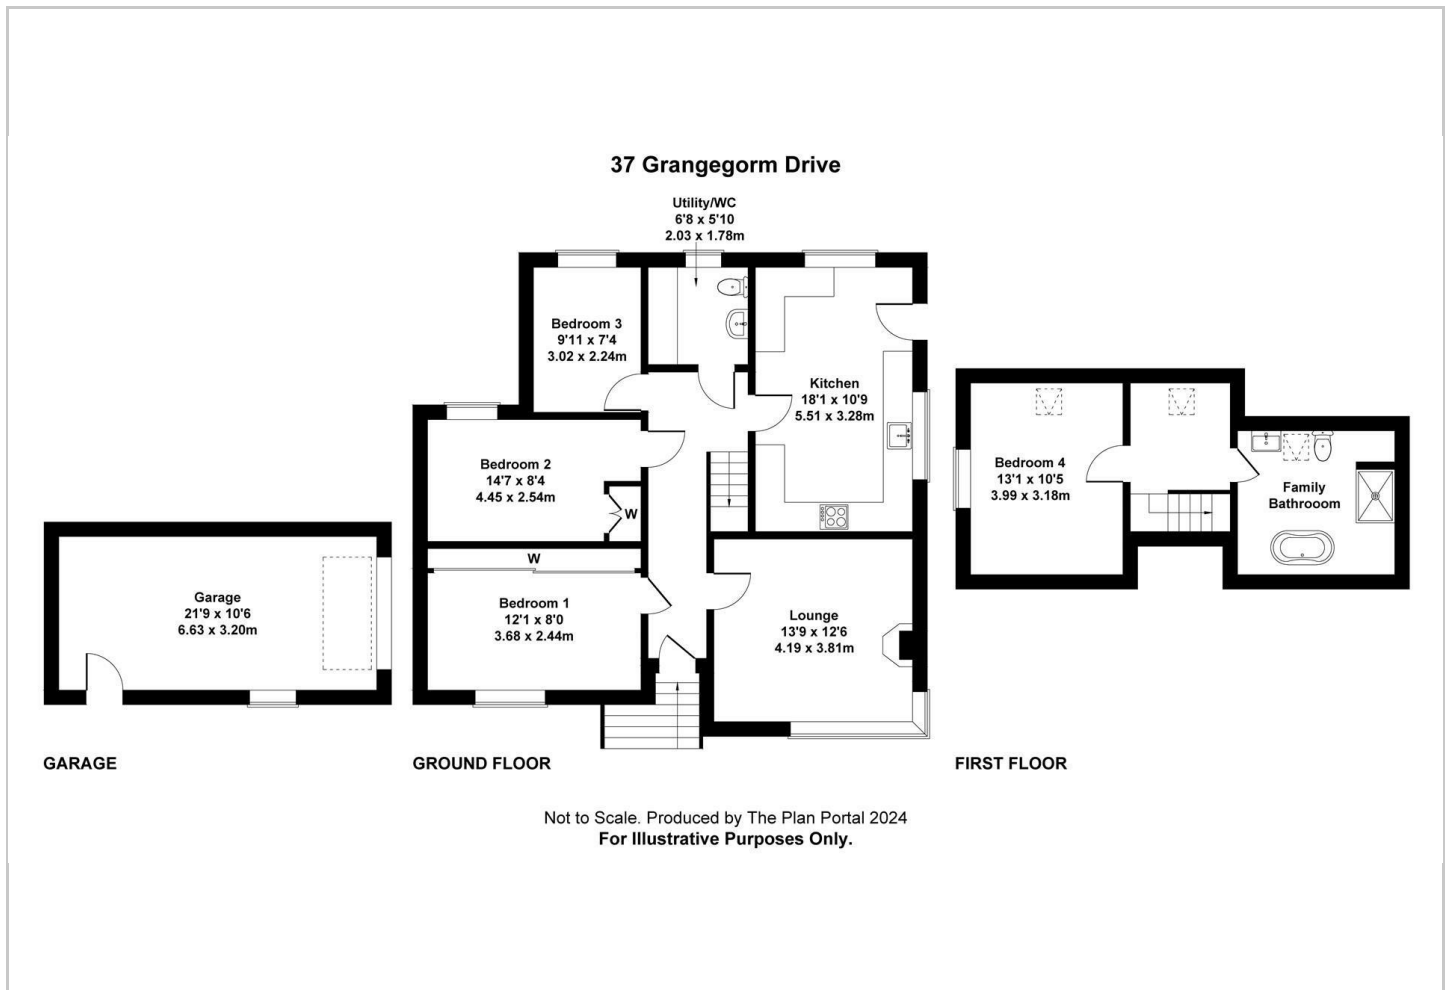 37 Grangegorm Drive
Utility/WC
6'8 x 5'10
2.03 x 1.78m
Bedroom 3
9'11 x 7'4
3.02 x 2.24m
Kitchen
18'1 x 10'9
5.51 x 3.28m
Bedroom 2
14'7 x 8'4
4.45 x 2.54m
W
W
Bedroom 1
12'1 x 8'0
3.68 x 2.44m
Lounge
13'9 x 12'6
4.19 x 3.81m
Garage
21'9 x 10'6
6.63 x 3.20m
Bedroom 4
13'1 x 10'5
3.99 x 3.18m
Family
Bathrooom
GARAGE
GROUND FLOOR
FIRST FLOOR
Not to Scale. Produced by The Plan Portal 2024
For Illustrative Purposes Only.